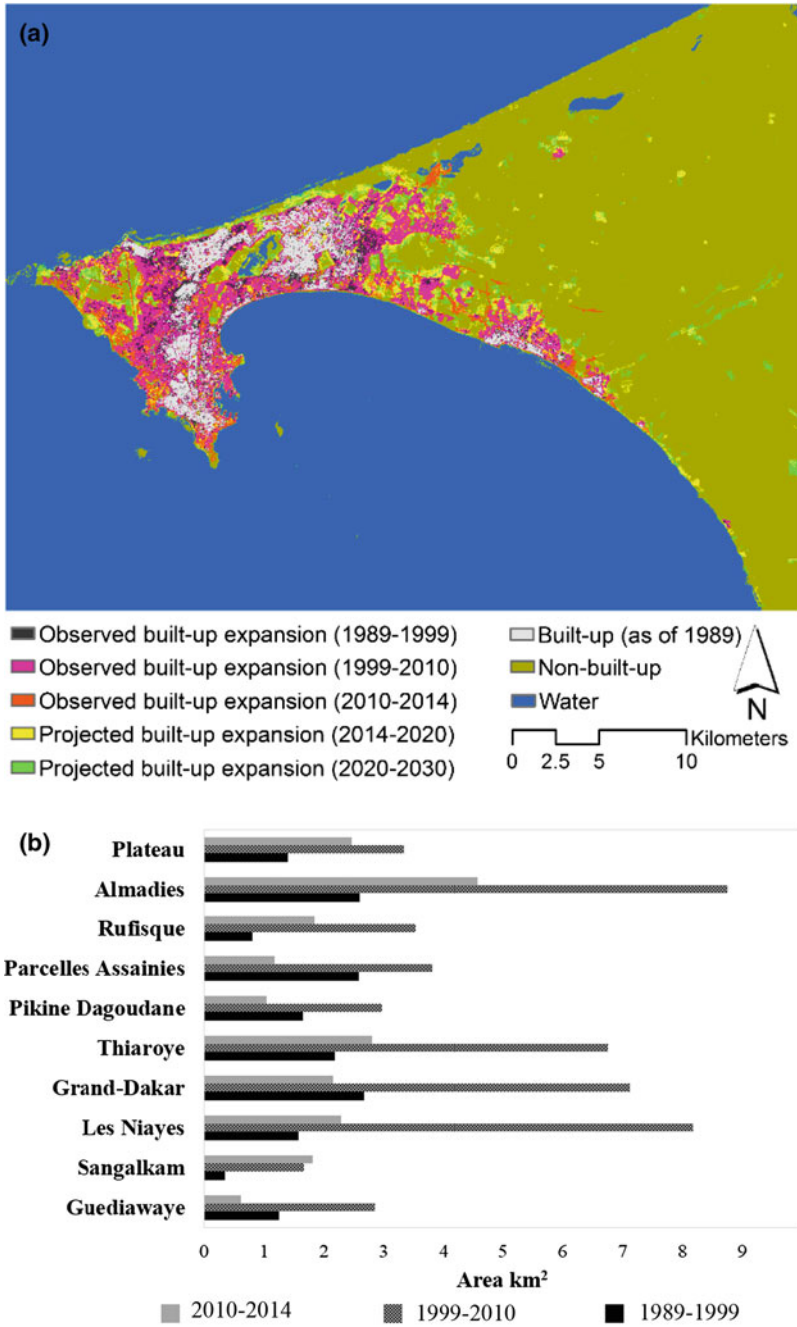 (a)
Observed built-up expansion (1989-1999)
Observed built-up expansion (1999-2010)
Observed built-up expansion (2010-2014)
Projected built-up expansion (2014-2020)
Projected built-up expansion (2020-2030)
Built-up (as of 1989)
Non-built-up
Water
N
Kilometers
0 2.5 5 10
(b)
Plateau
Almadies
Rufisque
Parcelles Assainies
Pikine Dagoudane
Thiaroye
Grand-Dakar
Les Niayes
Sangalkam
Guediawaye
0 1 2 3 4 5 6 7 8 9
Area km²
2010-2014 1999-2010 1989-1999